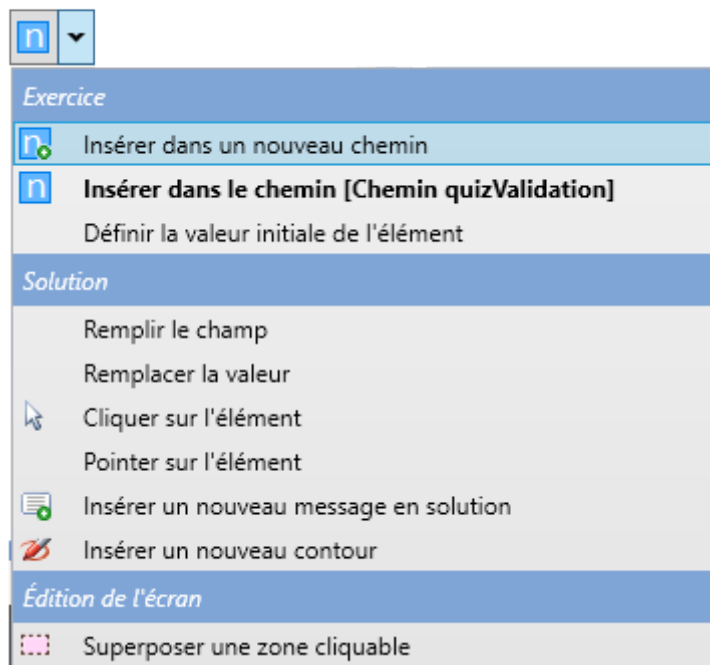 n
Exercice
Insérer dans un nouveau chemin
Insérer dans le chemin [Chemin quizValidation]
Définir la valeur initiale de l'élément
Solution
Remplir le champ
Remplacer la valeur
Cliquer sur l'élément
Pointer sur l'élément
Insérer un nouveau message en solution
Insérer un nouveau contour
Édition de l'écran
Superposer une zone cliquable